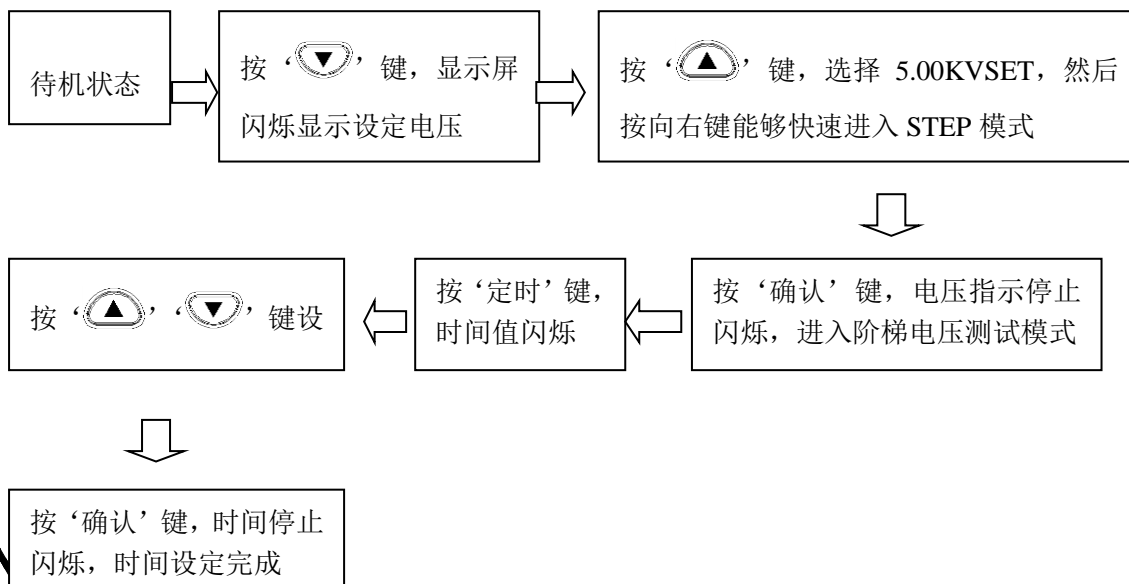 待机状态
按‘▼’键，显示屏
闪烁显示设定电压
按‘▲’键，选择 5.00KVSET，然后
按向右键能够快速进入 STEP 模式
按‘确认’键，电压指示停止
闪烁，进入阶梯电压测试模式
按‘定时’键，
时间值闪烁
按‘▲’‘▼’键设
按‘确认’键，时间停止
闪烁，时间设定完成